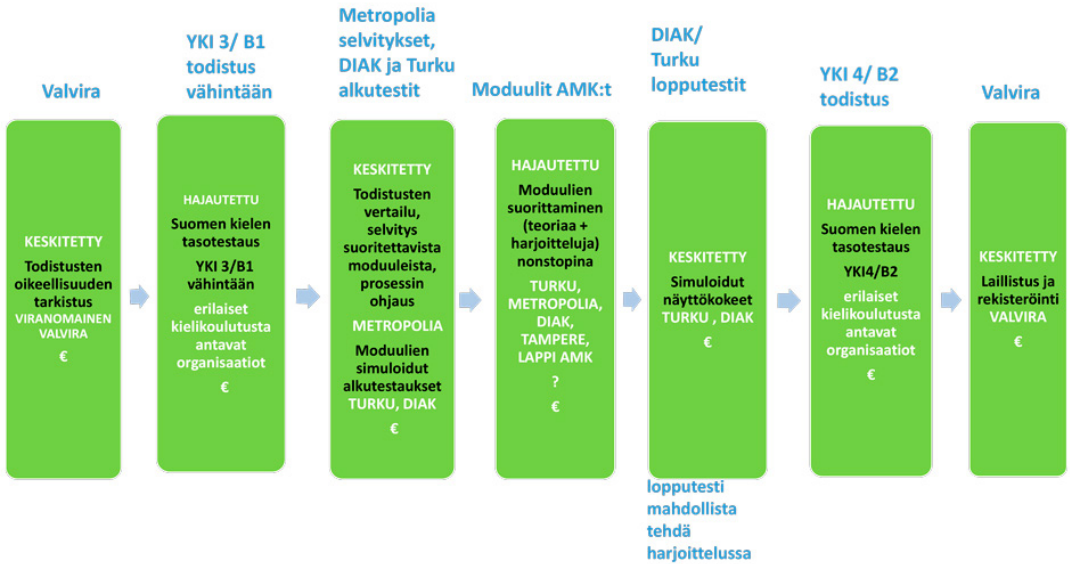 Valvira
KESKITETTY
Todistusten
oikeellisuuden
tarkistus
VIRANOMAINEN
VALVIRA
€
YKI 3/ B1
todistus
vähintään
HAJAUTETTU
Suomen kielen
tasotestaus
YKI 3/B1
vähintään
erilaiset
kielikoulutusta
antavat
organisaatiot
€
Metropolia
selvitykset,
DIAK ja Turku
alkutestit
KESKITETTY
Todistusten
vertailu,
selvitys
suoritettavista
moduuleista,
prosessin
ohjaus
METROPOLIA
Moduulien
simuloidut
alkutestaukset
TURKU, DIAK
€
Moduulit AMK:t
HAJAUTETTU
Moduulien
suorittaminen
(teoriaa +
harjoitteluja)
nonstopina
TURKU,
METROPOLIA,
DIAK,
TAMPERE,
LAPPI AMK
?
€
DIAK/
Turku
lopputestit
KESKITETTY
Simuloidut
näyttökokeet
TURKU , DIAK
€
lopputesti
mahdollista
tehdä
harjoittelussa
YKI 4/ B2
todistus
HAJAUTETTU
Suomen kielen
tasotestaus
YKI4/B2
erilaiset
kielikoulutusta
antavat
organisaatiot
€
Valvira
KESKITETTY
Laillistus ja
rekisteröinti
VALVIRA
€